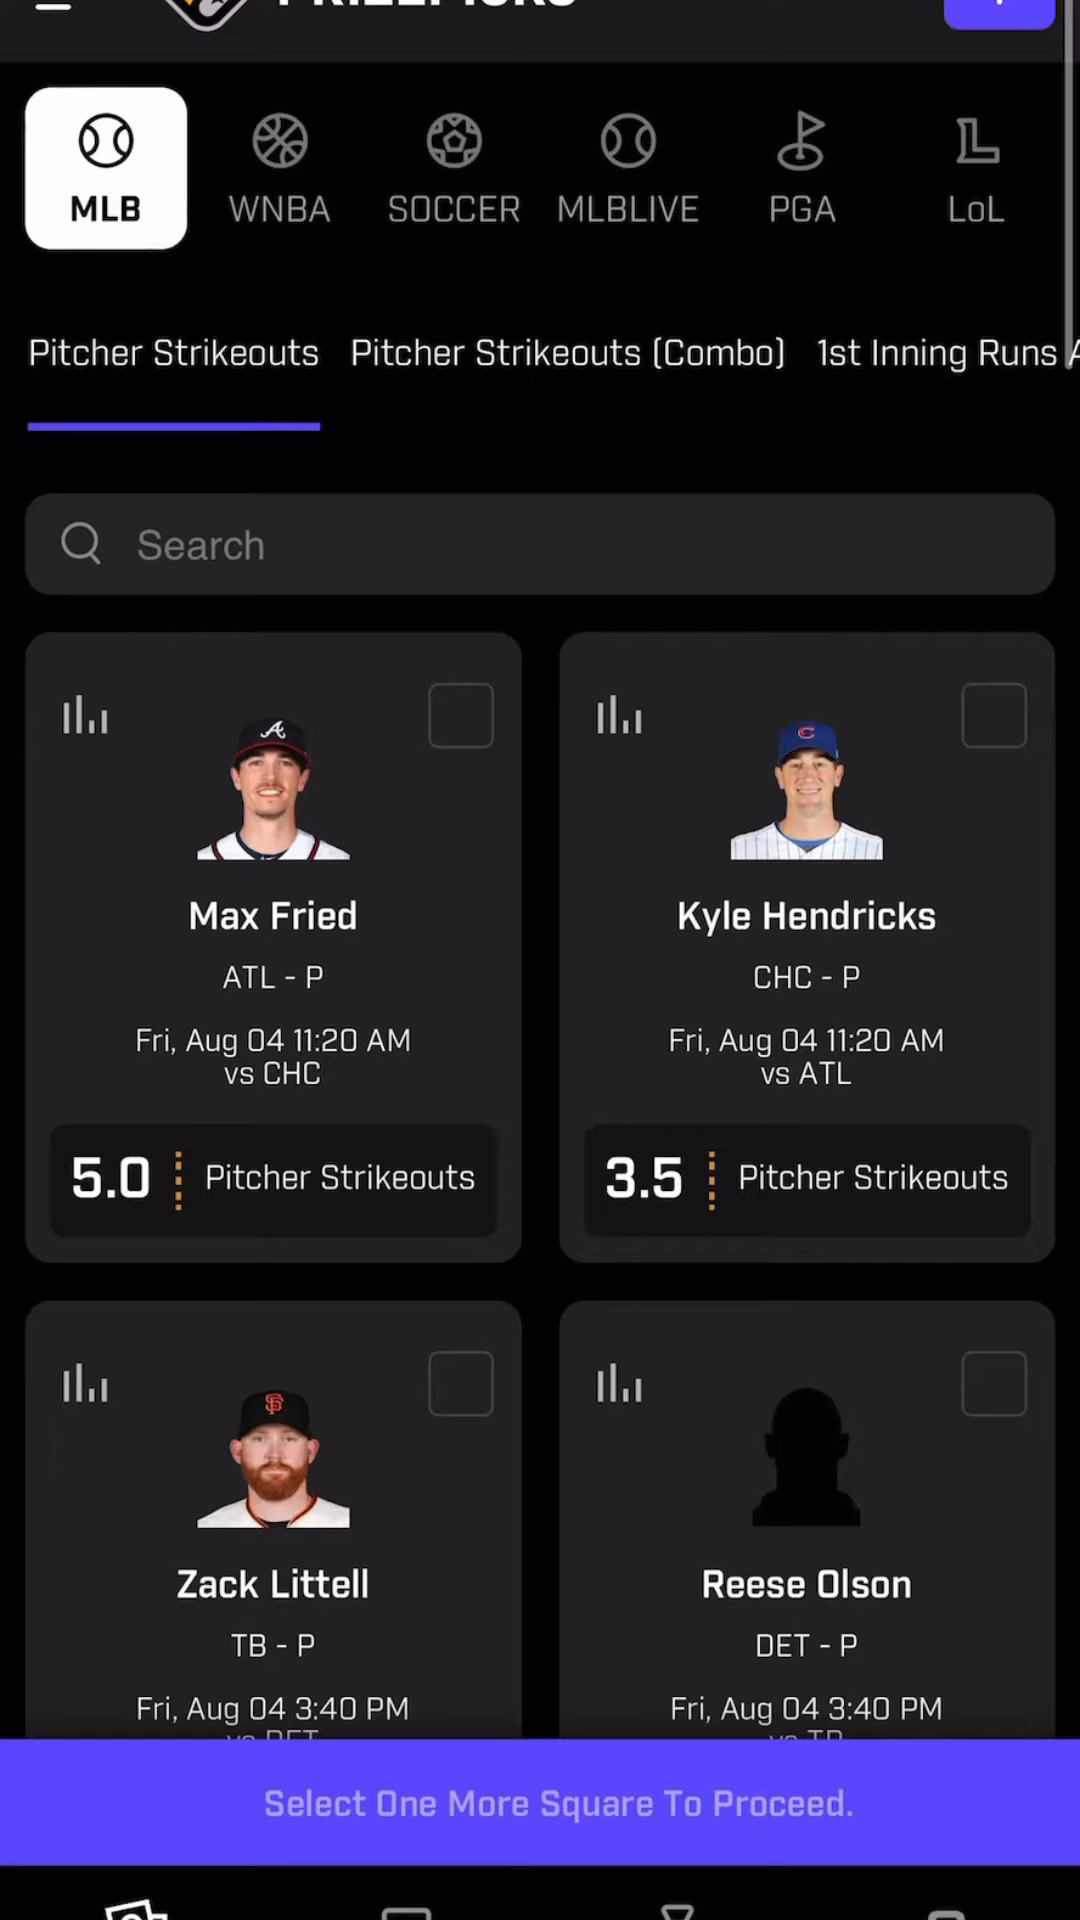 MLB WNBA SOCCER MLBLIVE PGA LoL
Pitcher Strikeouts Pitcher Strikeouts (Combo) 1st Inning Runs
Search
Max Fried
ATL - P
Fri, Aug 04 11:20 AM
vs CHC
5.0 Pitcher Strikeouts
Kyle Hendricks
CHC - P
Fri, Aug 04 11:20 AM
vs ATL
3.5 Pitcher Strikeouts
Zack Littell
TB - P
Fri, Aug 04 3:40 PM
Reese Olson
DET - P
Fri, Aug 04 3:40 PM
Select One More Square To Proceed.